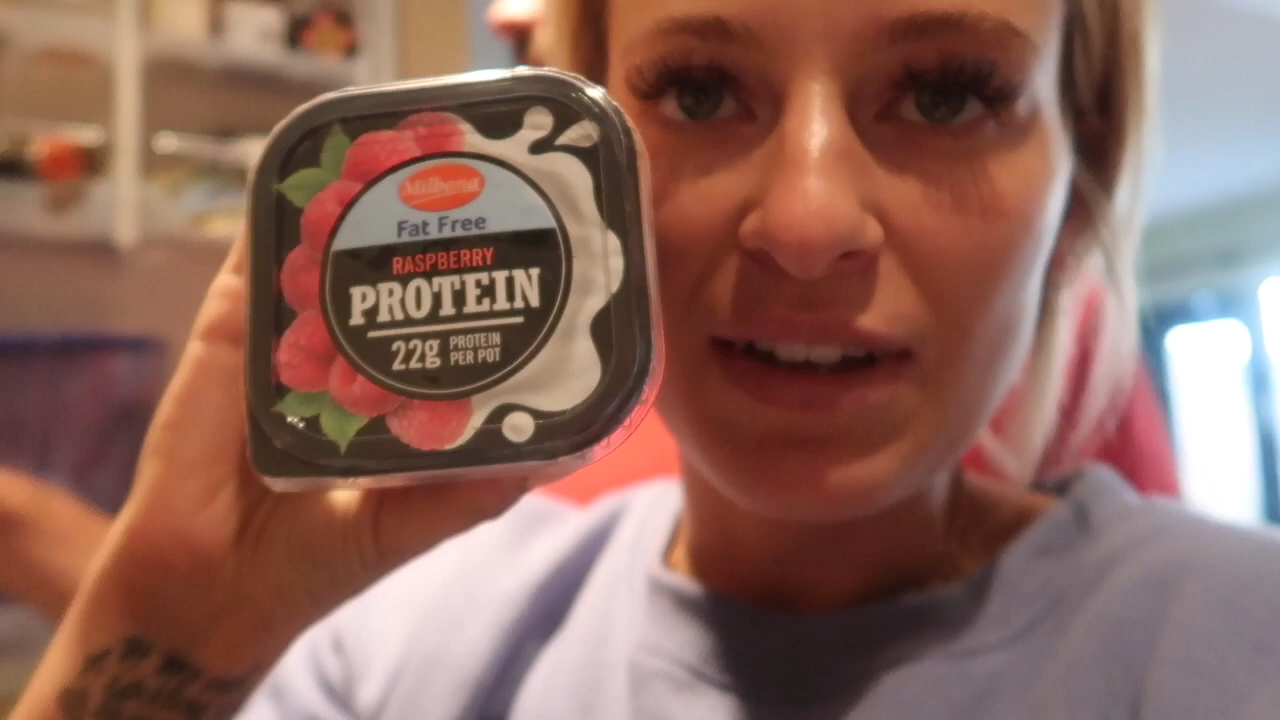 Milbona
Fat Free
RASPBERRY
PROTEIN
22g PROTEIN
PER POT